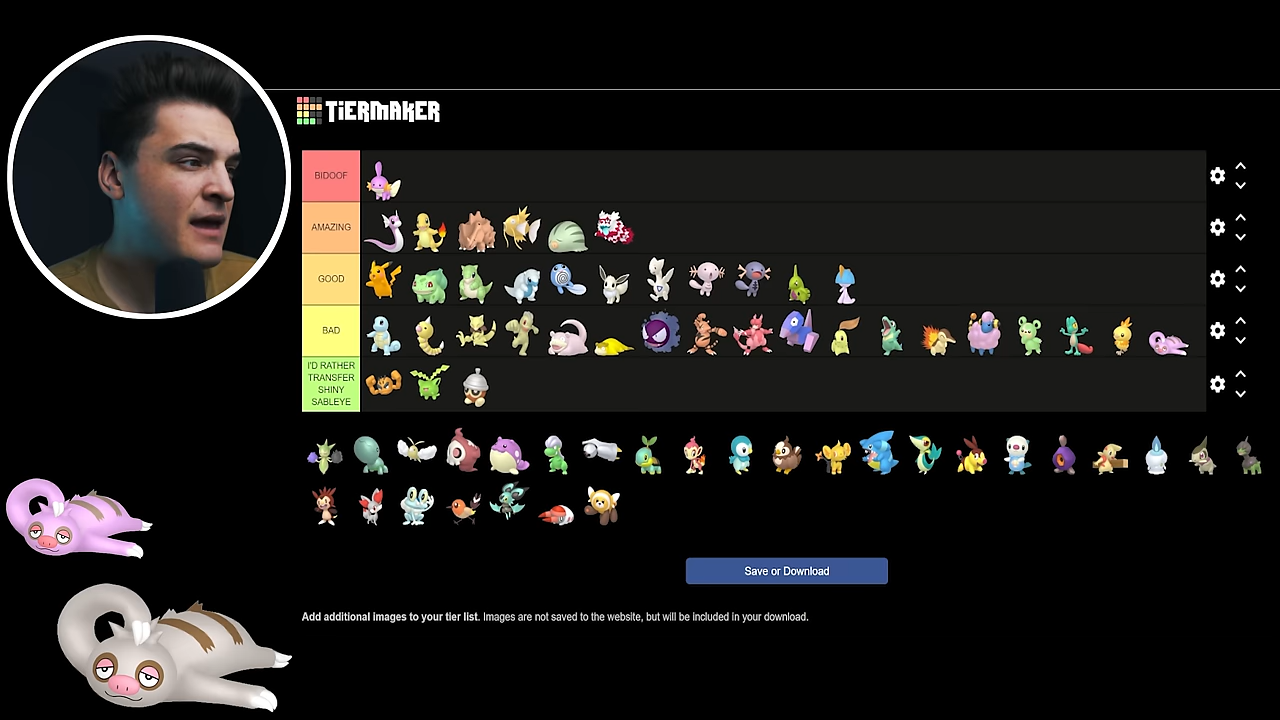 TiERMAKER
BIDOOF
AMAZING
GOOD
BAD
I'D RATHER
TRANSFER
SHINY
SABLEYE
Save or Download
Add additional images to your tier list. Images are not saved to the website, but will be included in your download.